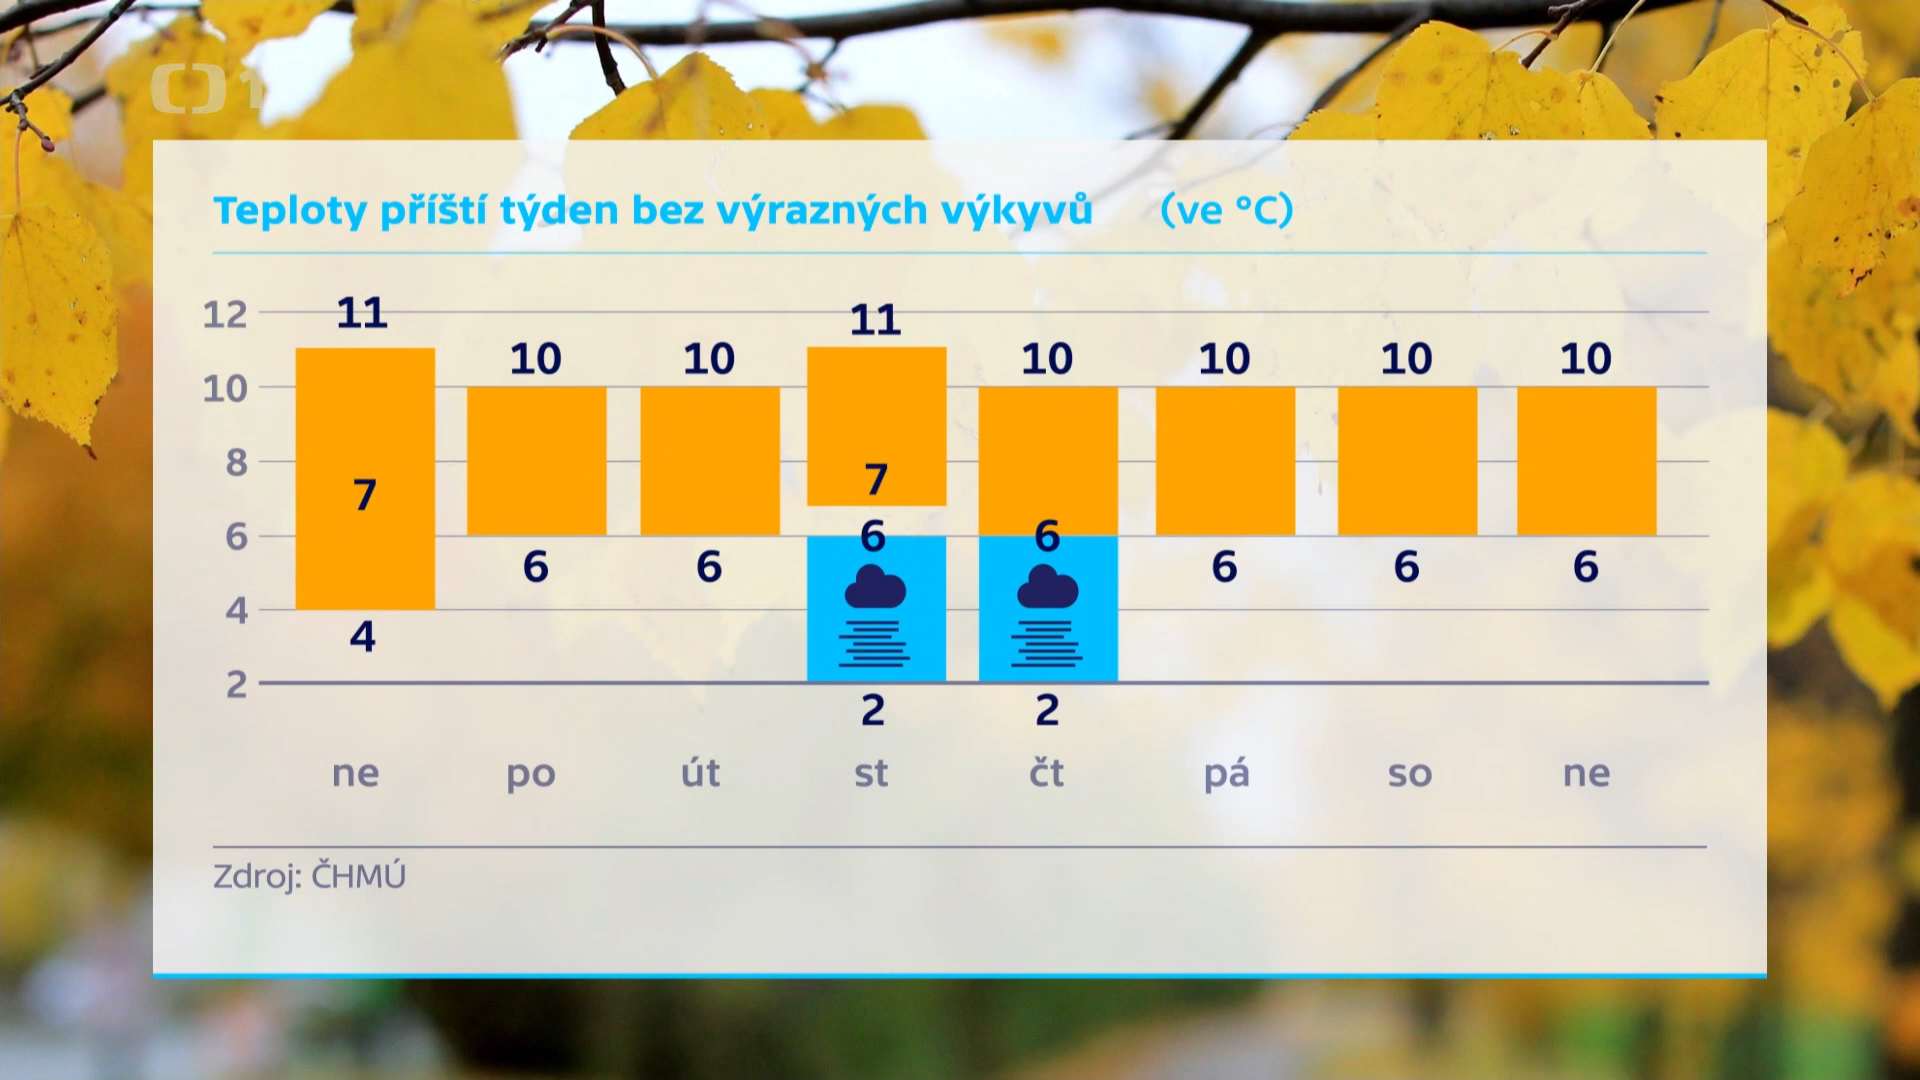 1
Teploty příští týden bez výrazných výkyvů (ve °C)
12 11 11
10 10 10 10 10 10 10
8
7 7
6 6 6
6 6 6 6 6
4 4
2 2 2
ne po út st čt pá so ne
Zdroj: ČHMÚ